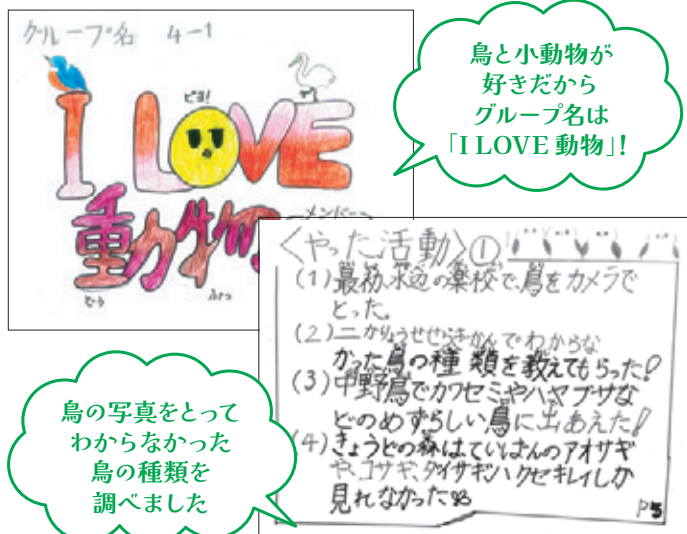 グループ名 4-1
I LOVE
ピヨ!
動物
どう ぶつ
メンバー
鳥と小動物が
好きだから
グループ名は
「I LOVE 動物」!
〈やった活動〉①
(1)最初、水辺の楽校で、鳥をカメラで
とった。
(2)二かりょうせせらぎかんでわからな
かった鳥の種類を教えてもらった!
(3)中野島でカワセミやハヤブサな
どのめずらしい鳥に出あえた!
(4)きょうどの森はていばんのアオサギ
や、コサギ、ダイサギ、ハクセキレイしか
見れなかった
P5
鳥の写真をとって
わからなかった
鳥の種類を
調べました